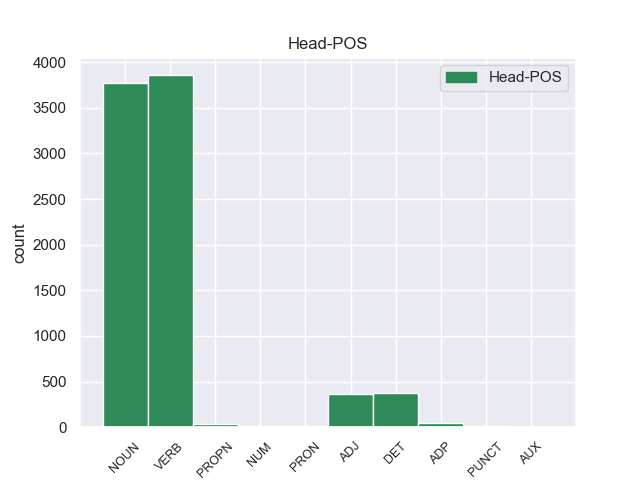 Head-POS
Head-POS
4000
3500
3000
2500
2000
1500
1000
500
0
count
NOUN
VERB
PROPN
NUM
PRON
ADJ
DET
ADP
PUNCT
AUX